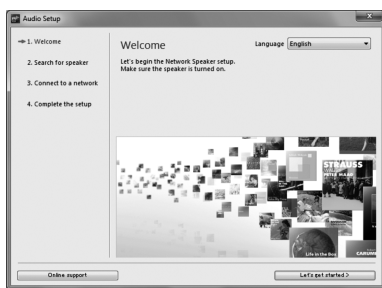 Audio Setup
1. Welcome
2. Search for speaker
3. Connect to a network
4. Complete the setup
Welcome
Language English
Let's begin the Network Speaker setup.
Make sure the speaker is turned on.
STRAUSS
Life in the Box
Online support
Let's get started >